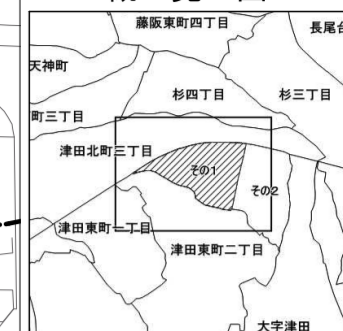 藤阪東町四丁目
長尾台
天神町
杉四丁目
杉三丁目
町三丁目
津田北町三丁目
その1
その2
津田東町一丁目
津田東町二丁目
大字津田